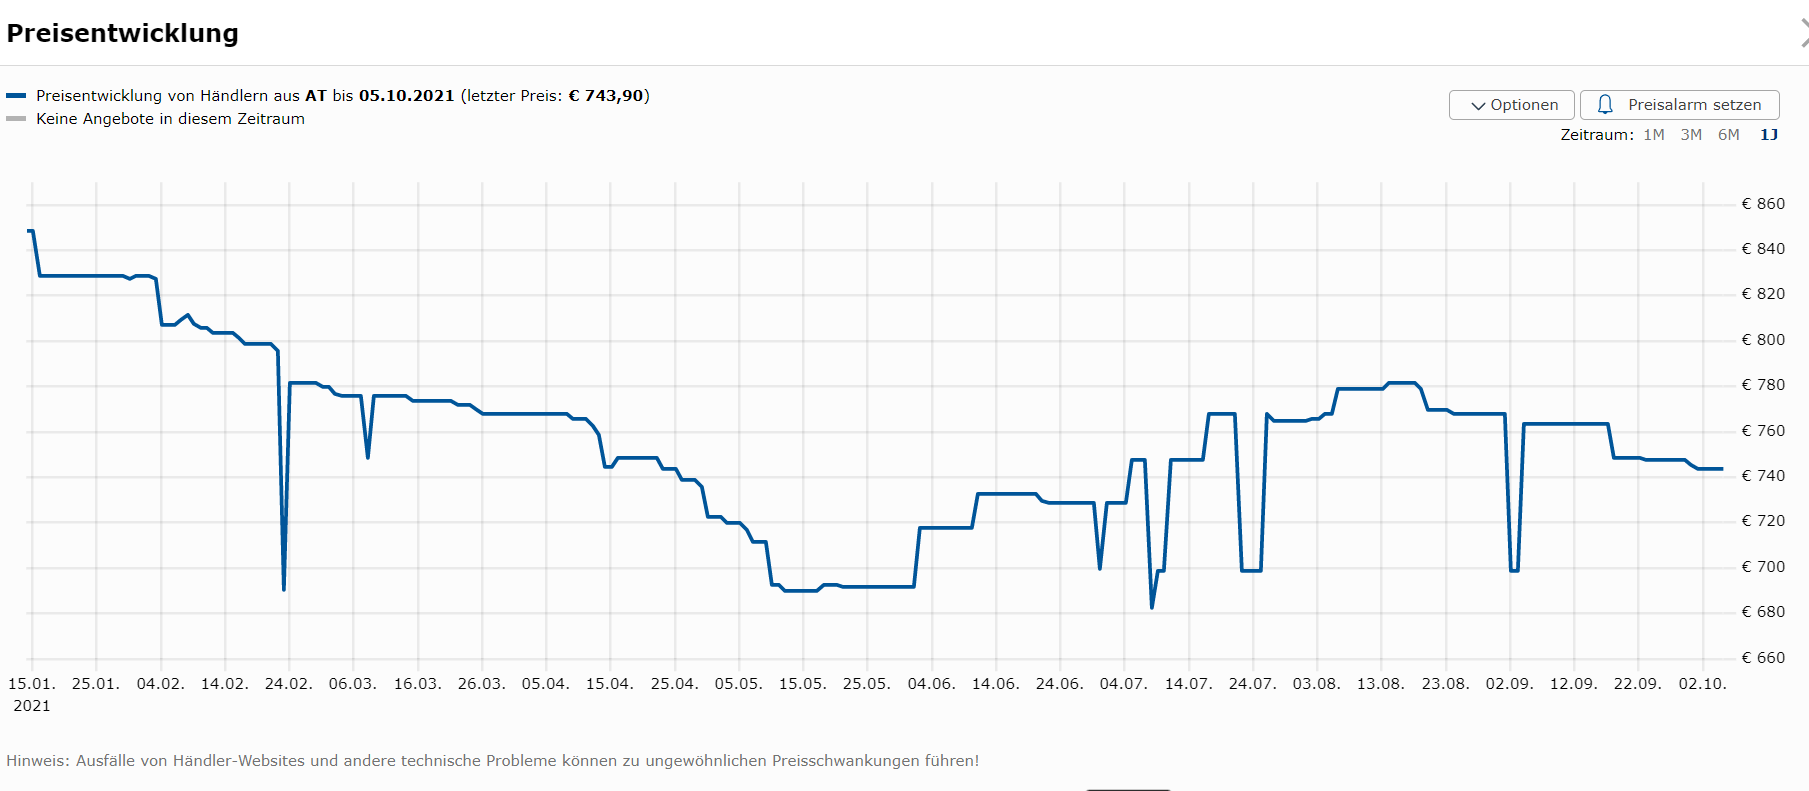 Preisentwicklung
Preisentwicklung von Händlern aus AT bis 05.10.2021 (letzter Preis: € 743,90)
Keine Angebote in diesem Zeitraum
Optionen
Preisalarm setzen
Zeitraum: 1M 3M 6M 1J
€ 860
€ 840
€ 820
€ 800
€ 780
€ 760
€ 740
€ 720
€ 700
€ 680
€ 660
15.01. 25.01. 04.02. 14.02. 24.02. 06.03. 16.03. 26.03. 05.04. 15.04. 25.04. 05.05. 15.05. 25.05. 04.06. 14.06. 24.06. 04.07. 14.07. 24.07. 03.08. 13.08. 23.08. 02.09. 12.09. 22.09. 02.10.
2021
Hinweis: Ausfälle von Händler-Websites und andere technische Probleme können zu ungewöhnlichen Preisschwankungen führen!